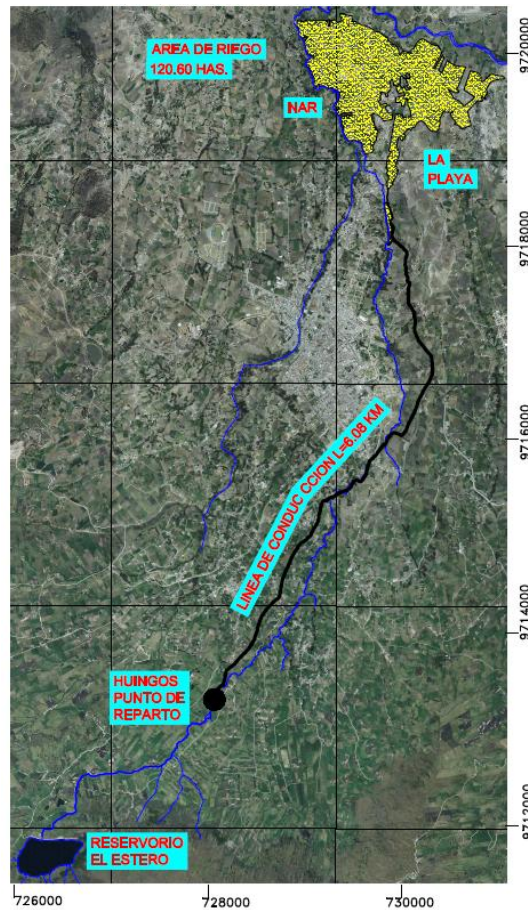 AREA DE RIEGO
120.60 HAS.
NAR
LA
PLAYA
LINEA DE CONDUC CCION L=6.08 KM
HUINGOS
PUNTO DE
REPARTO
RESERVORIO
EL ESTERO
9720000
9718000
9716000
9714000
9712000
726000
728000
730000